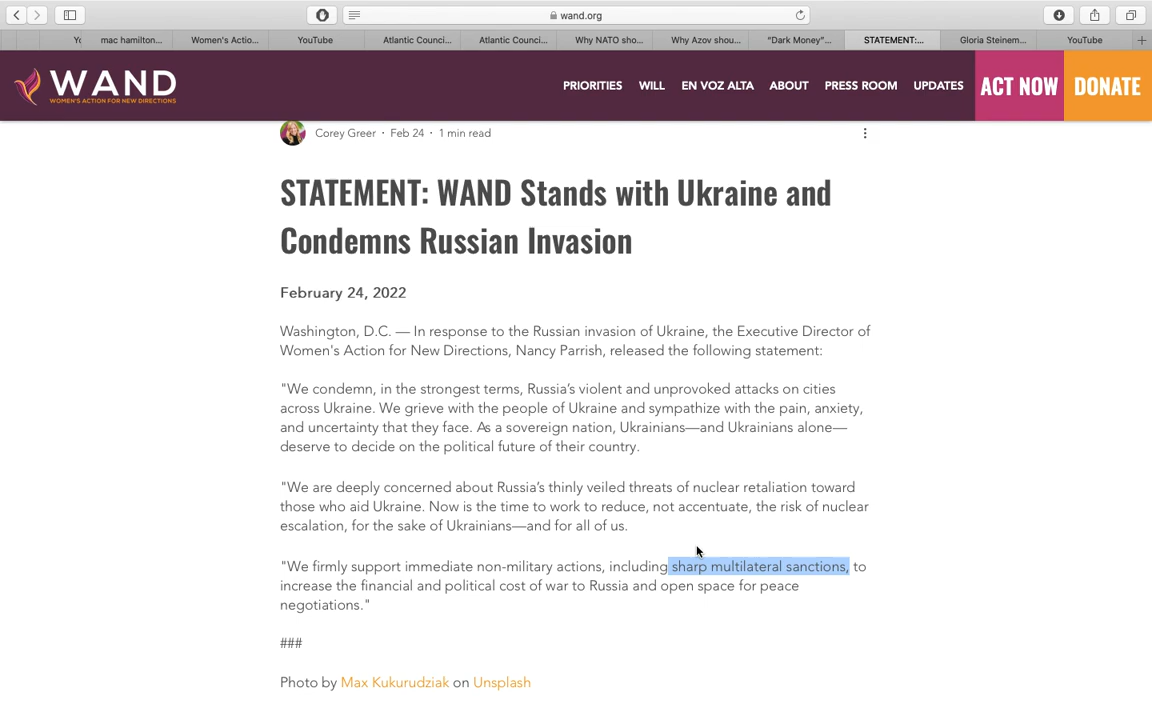 wand.org
mac hamilton...
Women's Actio...
YouTube
Atlantic Counci...
Atlantic Counci...
Why NATO sho...
Why Azov shou...
"Dark Money"...
STATEMENT:...
Gloria Steinem...
YouTube
WAND
WOMEN'S ACTION FOR NEW DIRECTIONS
PRIORITIES WILL EN VOZ ALTA ABOUT PRESS ROOM UPDATES ACT NOW DONATE
Corey Greer · Feb 24 · 1 min read
STATEMENT: WAND Stands with Ukraine and
Condemns Russian Invasion
February 24, 2022
Washington, D.C. — In response to the Russian invasion of Ukraine, the Executive Director of
Women's Action for New Directions, Nancy Parrish, released the following statement:
"We condemn, in the strongest terms, Russia’s violent and unprovoked attacks on cities
across Ukraine. We grieve with the people of Ukraine and sympathize with the pain, anxiety,
and uncertainty that they face. As a sovereign nation, Ukrainians—and Ukrainians alone—
deserve to decide on the political future of their country.
"We are deeply concerned about Russia’s thinly veiled threats of nuclear retaliation toward
those who aid Ukraine. Now is the time to work to reduce, not accentuate, the risk of nuclear
escalation, for the sake of Ukrainians—and for all of us.
"We firmly support immediate non-military actions, including sharp multilateral sanctions, to
increase the financial and political cost of war to Russia and open space for peace
negotiations."
###
Photo by Max Kukurudziak on Unsplash